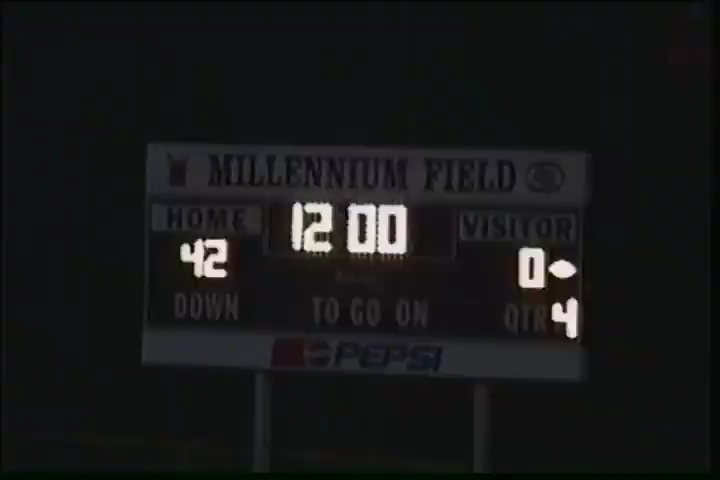 MILLENNIUM FIELD
HOME 12 00 VISITOR
42 0
DOWN TO GO ON QTR 4
PEPSI